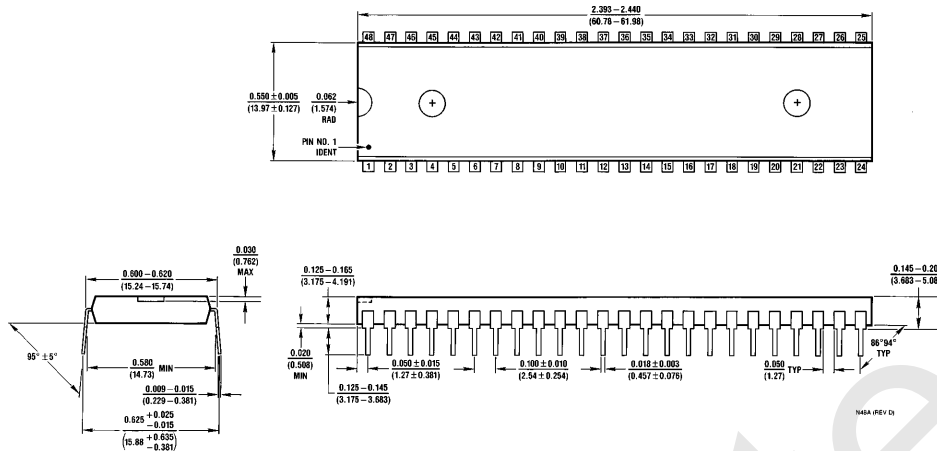 2.393 – 2.440
(60.78 – 61.98)
48 47 46 45 44 43 42 41 40 39 38 37 36 35 34 33 32 31 30 29 28 27 26 25
0.550 ± 0.005
(13.97 ± 0.127)
0.062
(1.574)
RAD
PIN NO. 1
IDENT
1 2 3 4 5 6 7 8 9 10 11 12 13 14 15 16 17 18 19 20 21 22 23 24
0.600 – 0.620
(15.24 – 15.74)
0.030
(0.762)
MAX
95° ± 5°
0.580
(14.73)
MIN
0.009 – 0.015
(0.229 – 0.381)
0.625 +0.025 -0.015
(15.88 +0.635 -0.381)
0.125 – 0.165
(3.175 – 4.191)
0.145 – 0.20
(3.683 – 5.08
0.020
(0.508)
MIN
0.050 ± 0.015
(1.27 ± 0.381)
0.125 – 0.145
(3.175 – 3.683)
0.100 ± 0.010
(2.54 ± 0.254)
0.018 ± 0.003
(0.457 ± 0.076)
0.050
(1.27)
TYP
86° 94°
TYP
N48A (REV D)